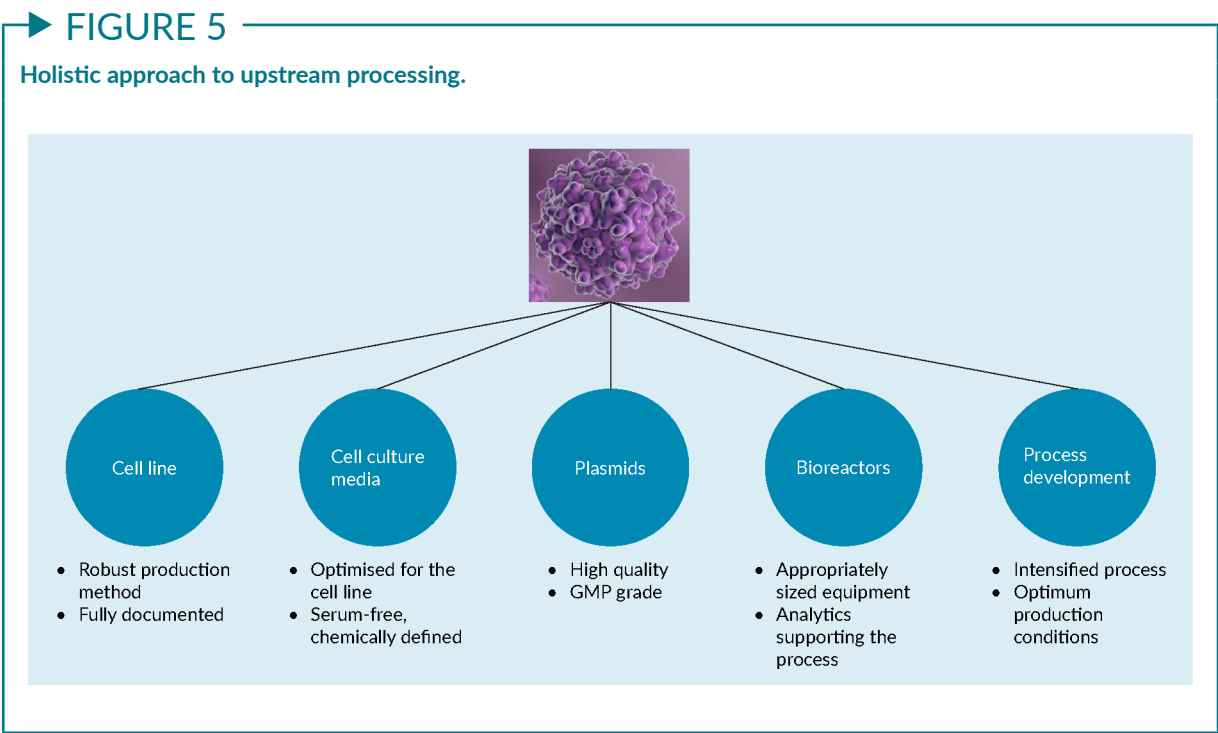 FIGURE 5
Holistic approach to upstream processing.
Cell line
Cell culture
media
Plasmids
Bioreactors
Process
development
• Robust production
method
• Fully documented
• Optimised for the
cell line
• Serum-free,
chemically defined
• High quality
• GMP grade
• Appropriately
sized equipment
• Analytics
supporting the
process
• Intensified process
• Optimum
production
conditions